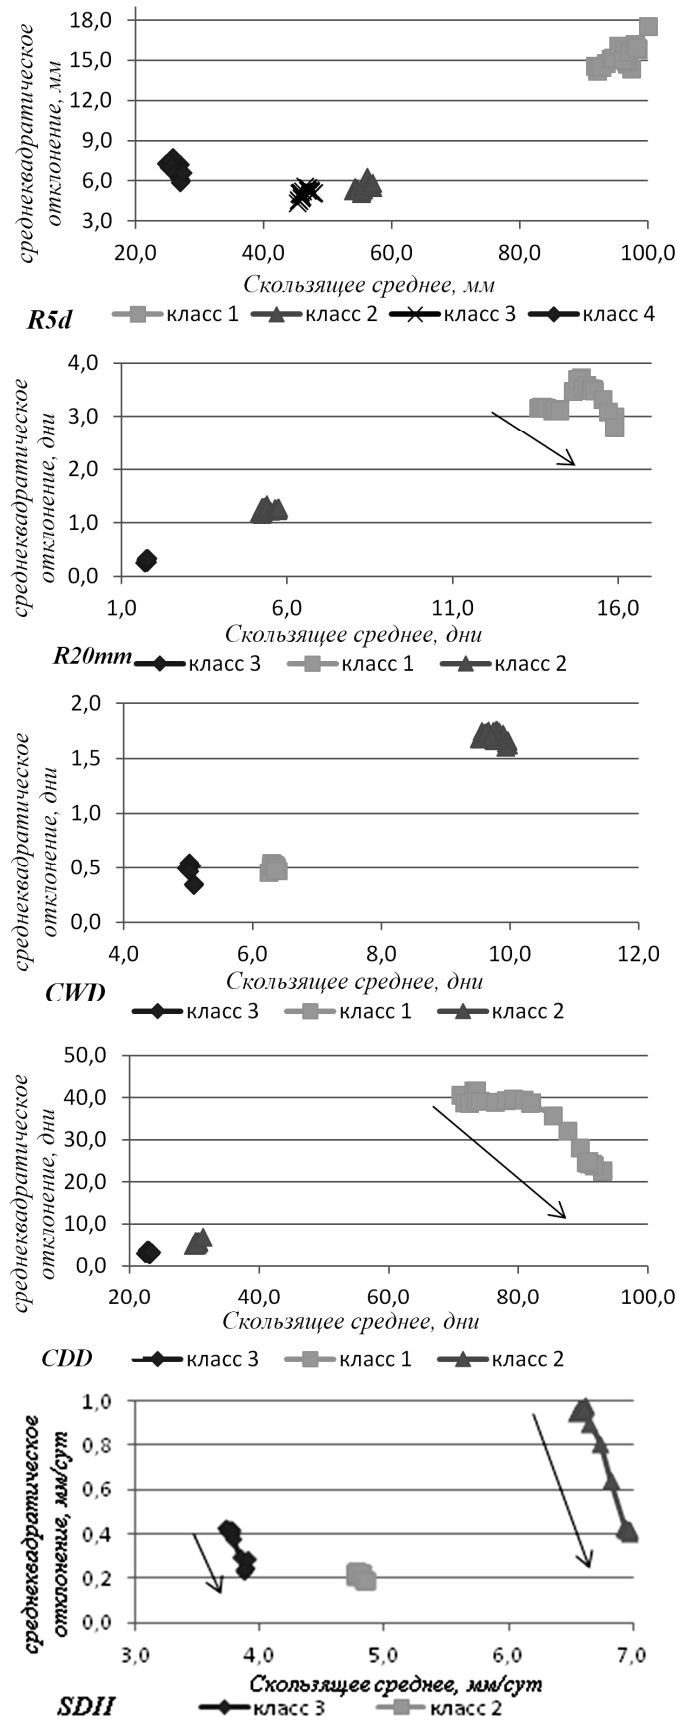 18,0
15,0
12,0
9,0
6,0
3,0
среднеквадратическое
отклонение, мм
20,0 40,0 60,0 80,0 100,0
Скользящее среднее, мм
R5d класс 1 класс 2 класс 3 класс 4
4,0
3,0
2,0
1,0
0,0
среднеквадратическое
отклонение, дни
1,0 6,0 11,0 16,0
Скользящее среднее, дни
R20mm класс 3 класс 1 класс 2
2,0
1,5
1,0
0,5
0,0
среднеквадратическое
отклонение, дни
4,0 6,0 8,0 10,0 12,0
Скользящее среднее, дни
CWD класс 3 класс 1 класс 2
50,0
40,0
30,0
20,0
10,0
0,0
среднеквадратическое
отклонение, дни
20,0 40,0 60,0 80,0 100,0
Скользящее среднее, дни
CDD класс 3 класс 1 класс 2
1,0
0,8
0,6
0,4
0,2
0,0
среднеквадратическое
отклонение, мм/сут
3,0 4,0 5,0 6,0 7,0
Скользящее среднее, мм/сут
SDII класс 3 класс 2